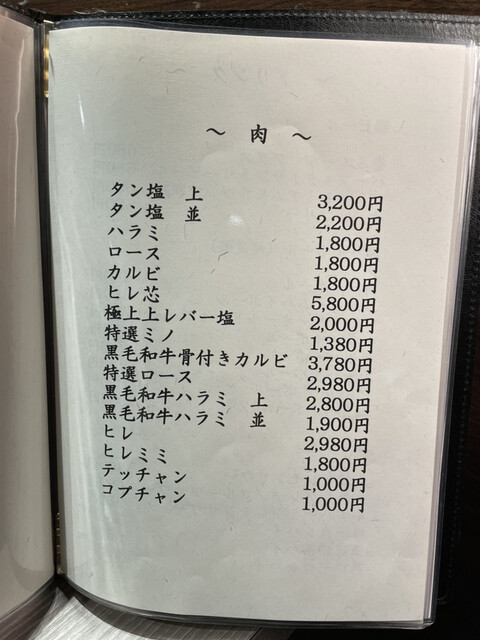 ～ 肉 ～
タン塩 上 3,200円
タン塩 並 2,200円
ハラミ 1,800円
ロース 1,800円
カルビ 1,800円
ヒレ芯 5,800円
極上上レバー塩 2,000円
特選ミノ 1,380円
黒毛和牛骨付きカルビ 3,780円
特選ロース 2,980円
黒毛和牛ハラミ 上 2,800円
黒毛和牛ハラミ 並 1,900円
ヒレ 2,980円
ヒレミミ 1,800円
テッチャン 1,000円
コプチャン 1,000円